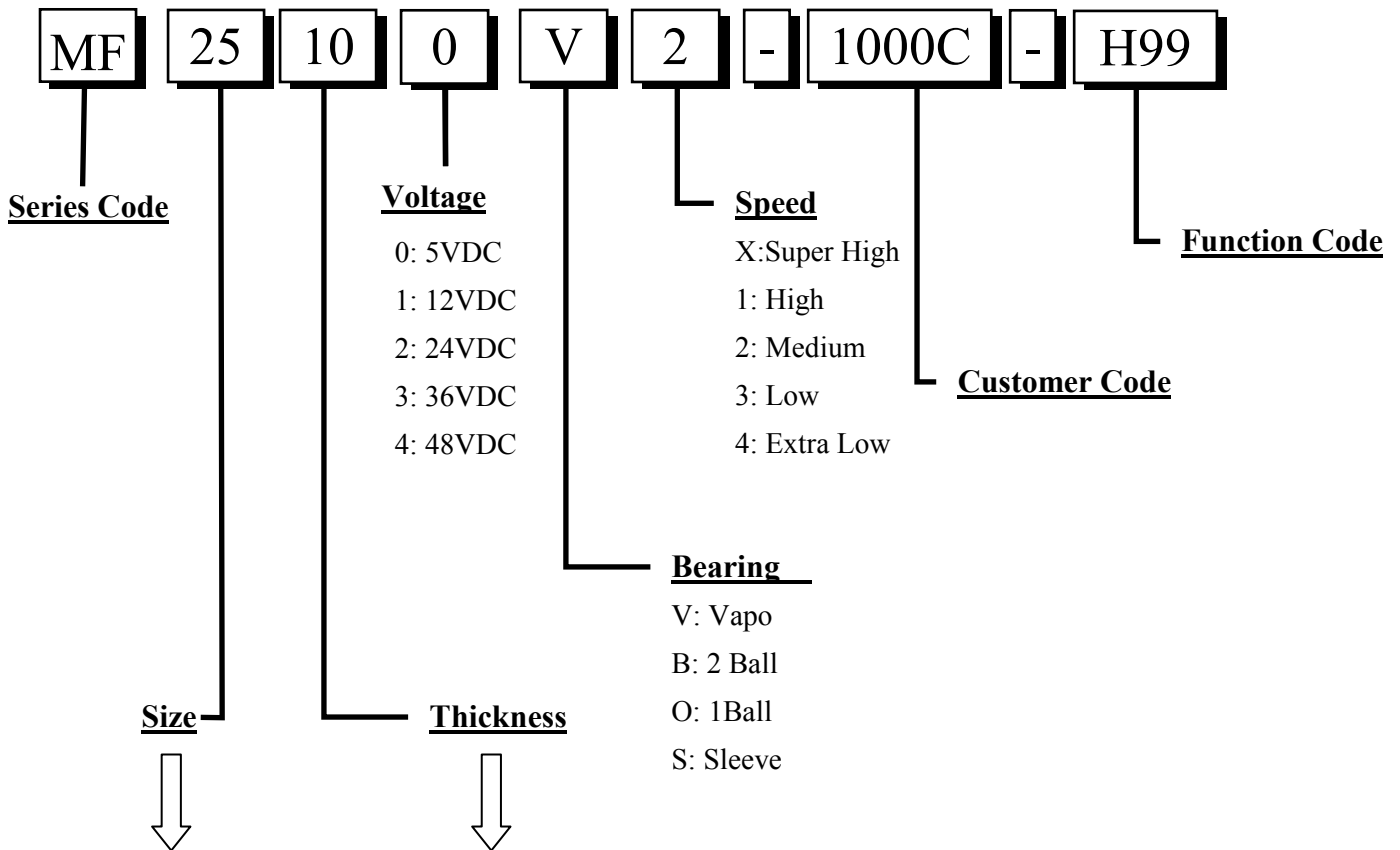 MF 25 10 0 V 2 - 1000C - H99
Series Code
Voltage
0: 5VDC
1: 12VDC
2: 24VDC
3: 36VDC
4: 48VDC
Speed
X:Super High
1: High
2: Medium
3: Low
4: Extra Low
Function Code
Customer Code
Bearing
V: Vapo
B: 2 Ball
O: 1Ball
S: Sleeve
Size
Thickness